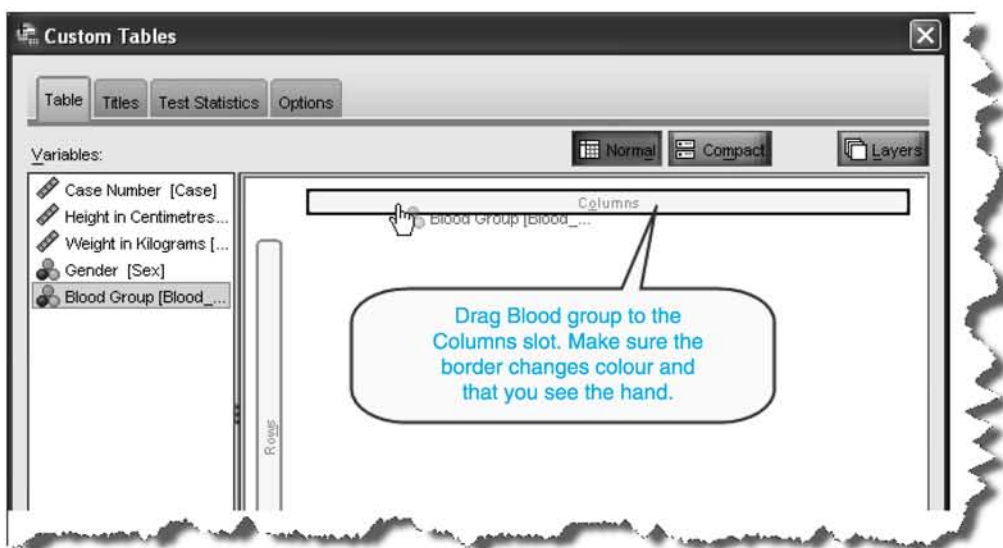 Custom Tables
Table Titles Test Statistics Options
Variables:
Normal Compact Layers
Case Number [Case]
Height in Centimetres...
Weight in Kilograms [...
Gender [Sex]
Blood Group [Blood_...
Columns
Blood Group [Blood_...
Drag Blood group to the
Columns slot. Make sure the
border changes colour and
that you see the hand.
Rows